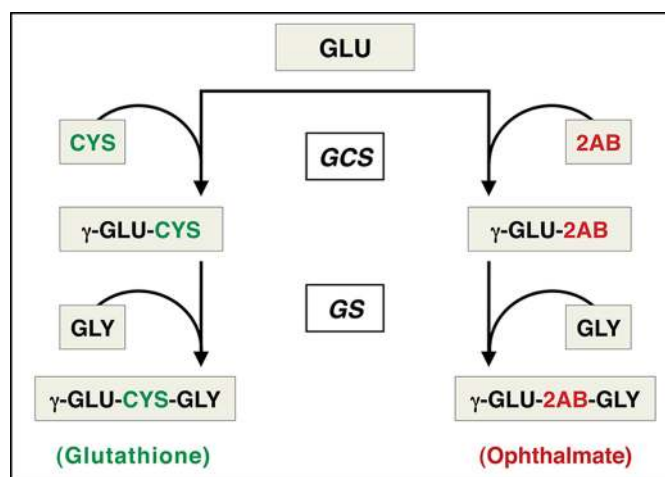 GLU
CYS
GCS
2AB
γ-GLU-CYS
γ-GLU-2AB
GLY
GS
GLY
γ-GLU-CYS-GLY
γ-GLU-2AB-GLY
(Glutathione)
(Ophthalmate)